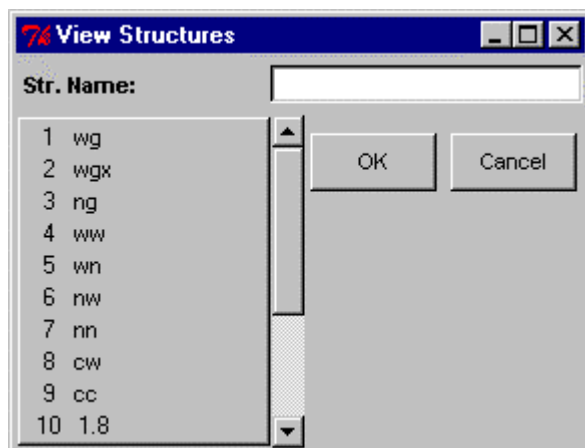 7k View Structures
Str. Name:
1 wg
2 wgx
3 ng
4 ww
5 wn
6 nw
7 nn
8 cw
9 cc
10 1.8
OK Cancel